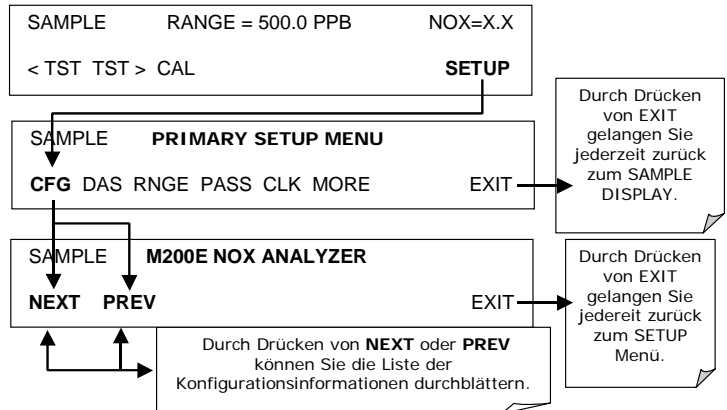 SAMPLE RANGE = 500.0 PPB NOX=X.X
< TST TST > CAL SETUP
Durch Drücken
von EXIT
gelangen Sie
jederzeit zurück
zum SAMPLE
DISPLAY.
SAMPLE PRIMARY SETUP MENU
CFG DAS RNGE PASS CLK MORE EXIT
SAMPLE M200E NOX ANALYZER
NEXT PREV EXIT
Durch Drücken
von EXIT
gelangen Sie
jedereit zurück
zum SETUP
Menü.
Durch Drücken von NEXT oder PREV
können Sie die Liste der
Konfigurationsinformationen durchblättern.